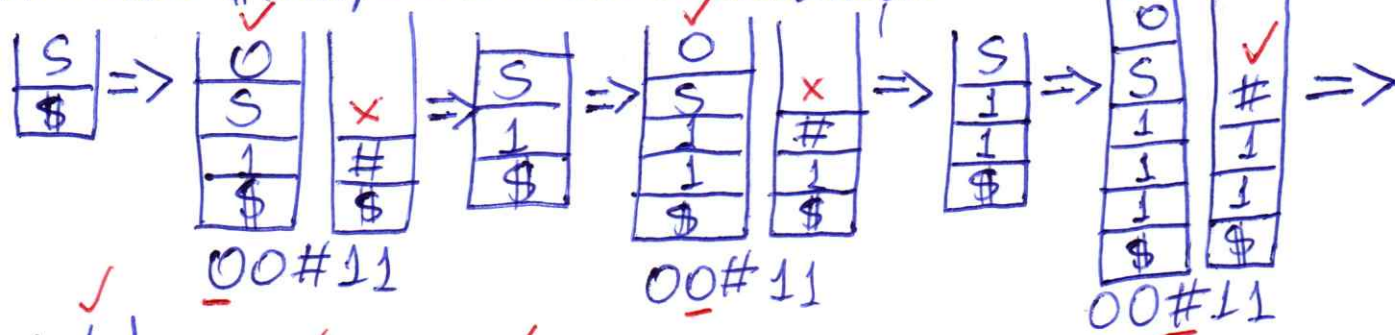 S $ => 0 S 1 $ # $ => S 1 $ => 0 S 1 1 $ # 1 $ => S 1 1 $ => 0 S 1 1 1 $ # 1 1 $ =>
00#11 00#11 00#11